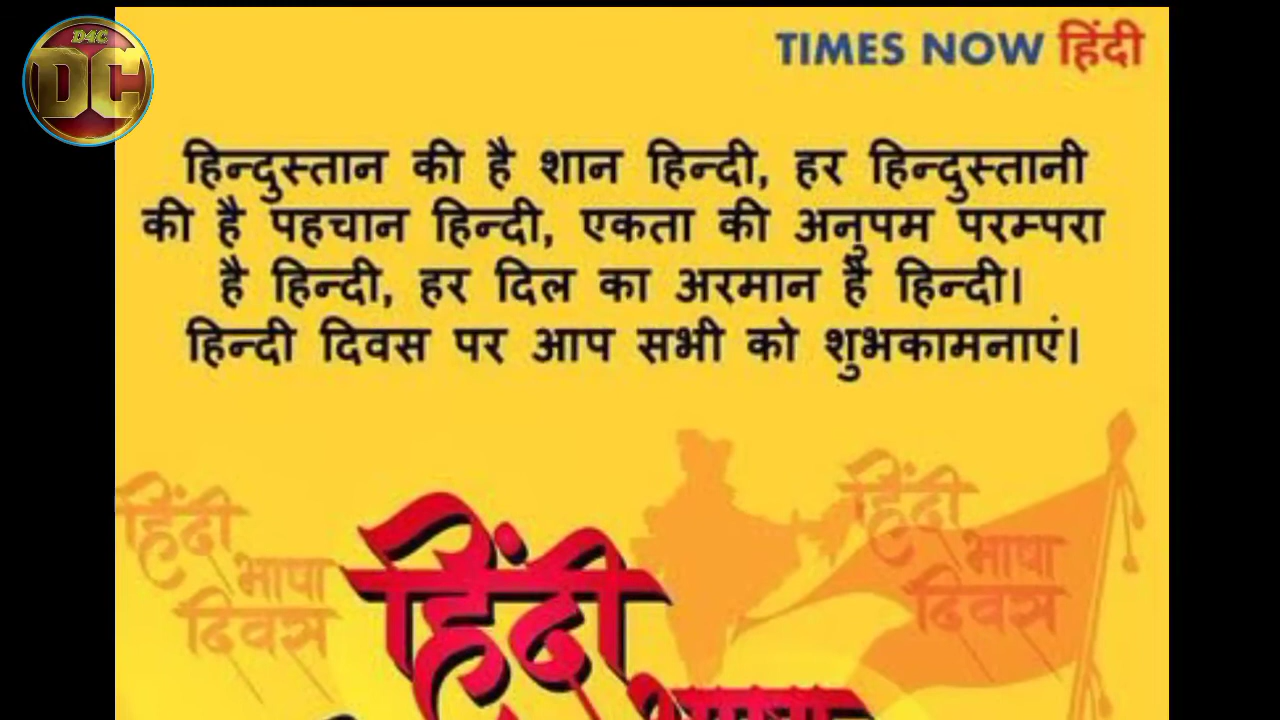 D4C
DC
TIMES NOW हिंदी
हिन्दुस्तान की है शान हिन्दी, हर हिन्दुस्तानी
की है पहचान हिन्दी, एकता की अनुपम परम्परा
है हिन्दी, हर दिल का अरमान है हिन्दी।
हिन्दी दिवस पर आप सभी को शुभकामनाएं।
हिंदी
भाषा
दिवस
हिंदी
भाषा
दिवस
हिंदी